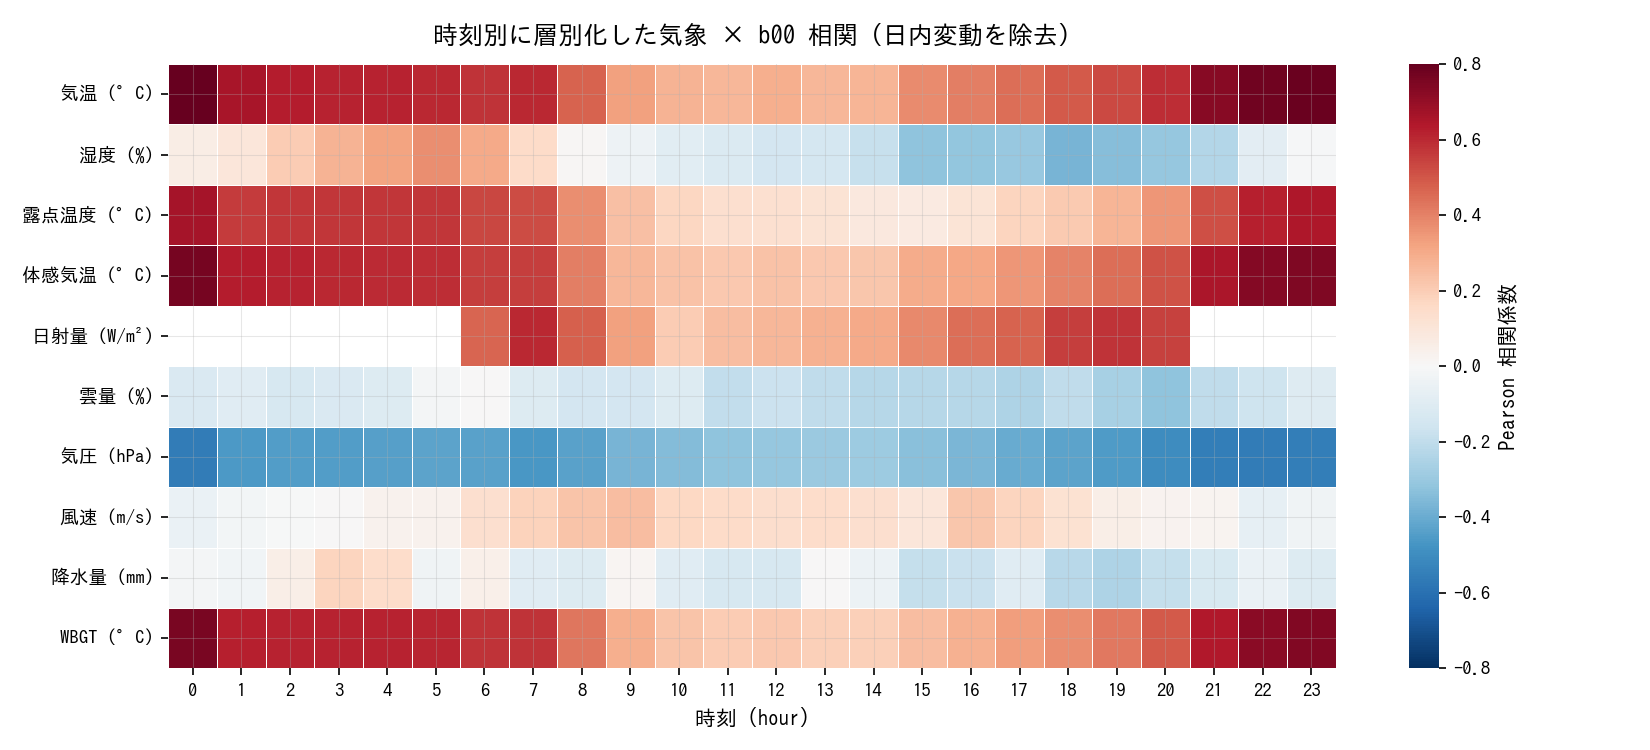 時刻別に層別化した気象 × b00 相関 (日内変動を除去)
気温 (°C)
湿度 (%)
露点温度 (°C)
体感気温 (°C)
日射量 (W/m²)
雲量 (%)
気圧 (hPa)
風速 (m/s)
降水量 (mm)
WBGT (°C)
0 1 2 3 4 5 6 7 8 9 10 11 12 13 14 15 16 17 18 19 20 21 22 23
時刻 (hour)
0.8
0.6
0.4
0.2
0.0
−0.2
−0.4
−0.6
−0.8
Pearson 相関係数